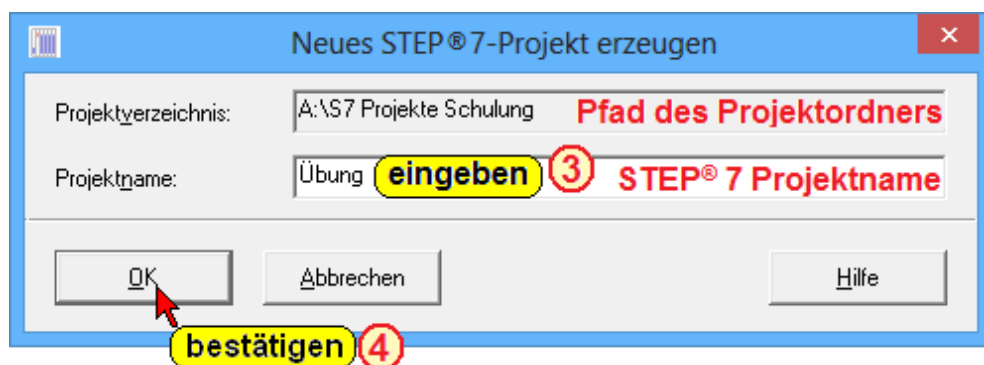 Neues STEP®7-Projekt erzeugen
Projektverzeichnis: A:\S7 Projekte Schulung Pfad des Projektordners
Projektname: Übung eingeben 3 STEP® 7 Projektname
OK Abbrechen Hilfe
bestätigen 4